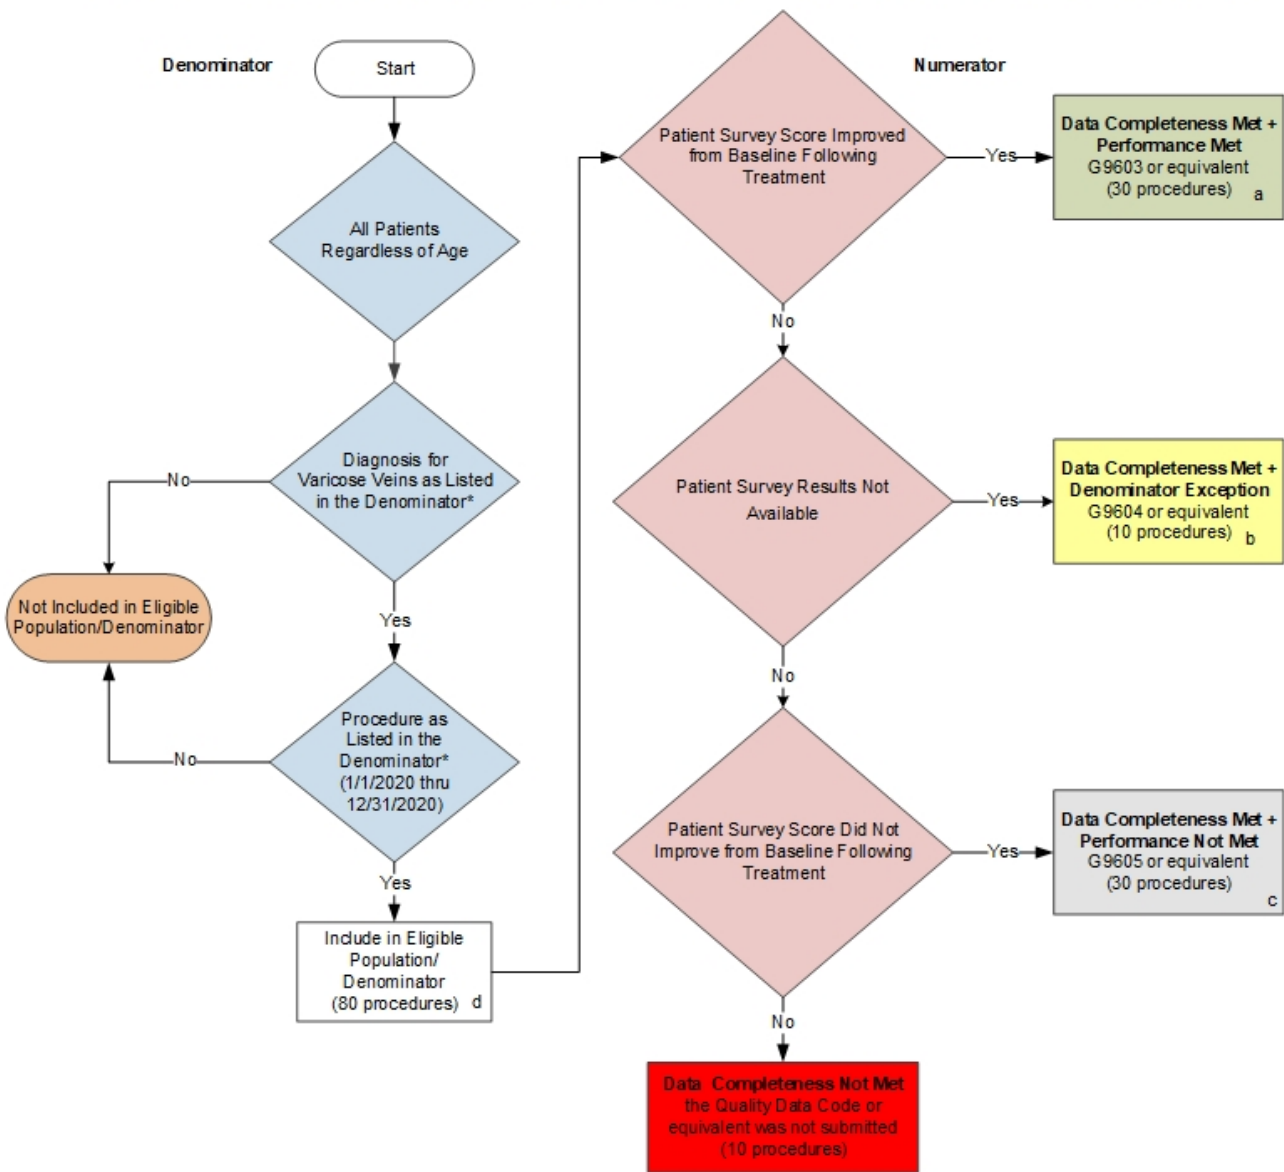 Denominator
Start
All Patients
Regardless of Age
Diagnosis for
Varicose Veins as Listed
in the Denominator*
No
Yes
Not Included in Eligible
Population/Denominator
Procedure as
Listed in the
Denominator*
(1/1/2020 thru
12/31/2020)
No
Yes
Include in Eligible
Population/
Denominator
(80 procedures) d
Numerator
Patient Survey Score Improved
from Baseline Following
Treatment
Yes
Data Completeness Met +
Performance Met
G9603 or equivalent
(30 procedures) a
No
Patient Survey Results Not
Available
Yes
Data Completeness Met +
Denominator Exception
G9604 or equivalent
(10 procedures) b
No
Patient Survey Score Did Not
Improve from Baseline Following
Treatment
Yes
Data Completeness Met +
Performance Not Met
G9605 or equivalent
(30 procedures)
c
No
Data Completeness Not Met
the Quality Data Code or
equivalent was not submitted
(10 procedures)